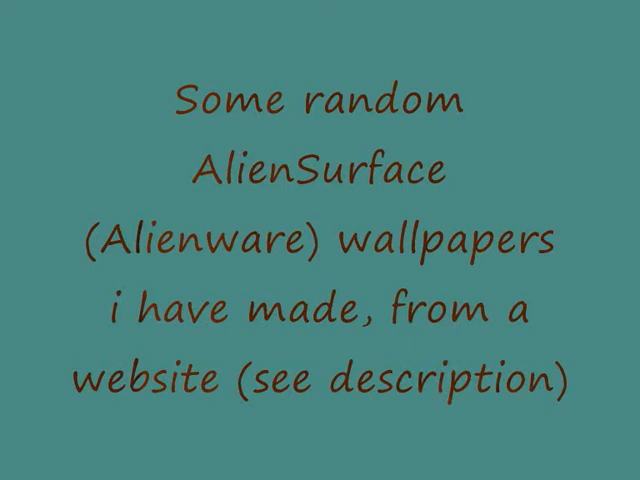 Some random
AlienSurface
(Alienware) wallpapers
i have made, from a
website (see description)